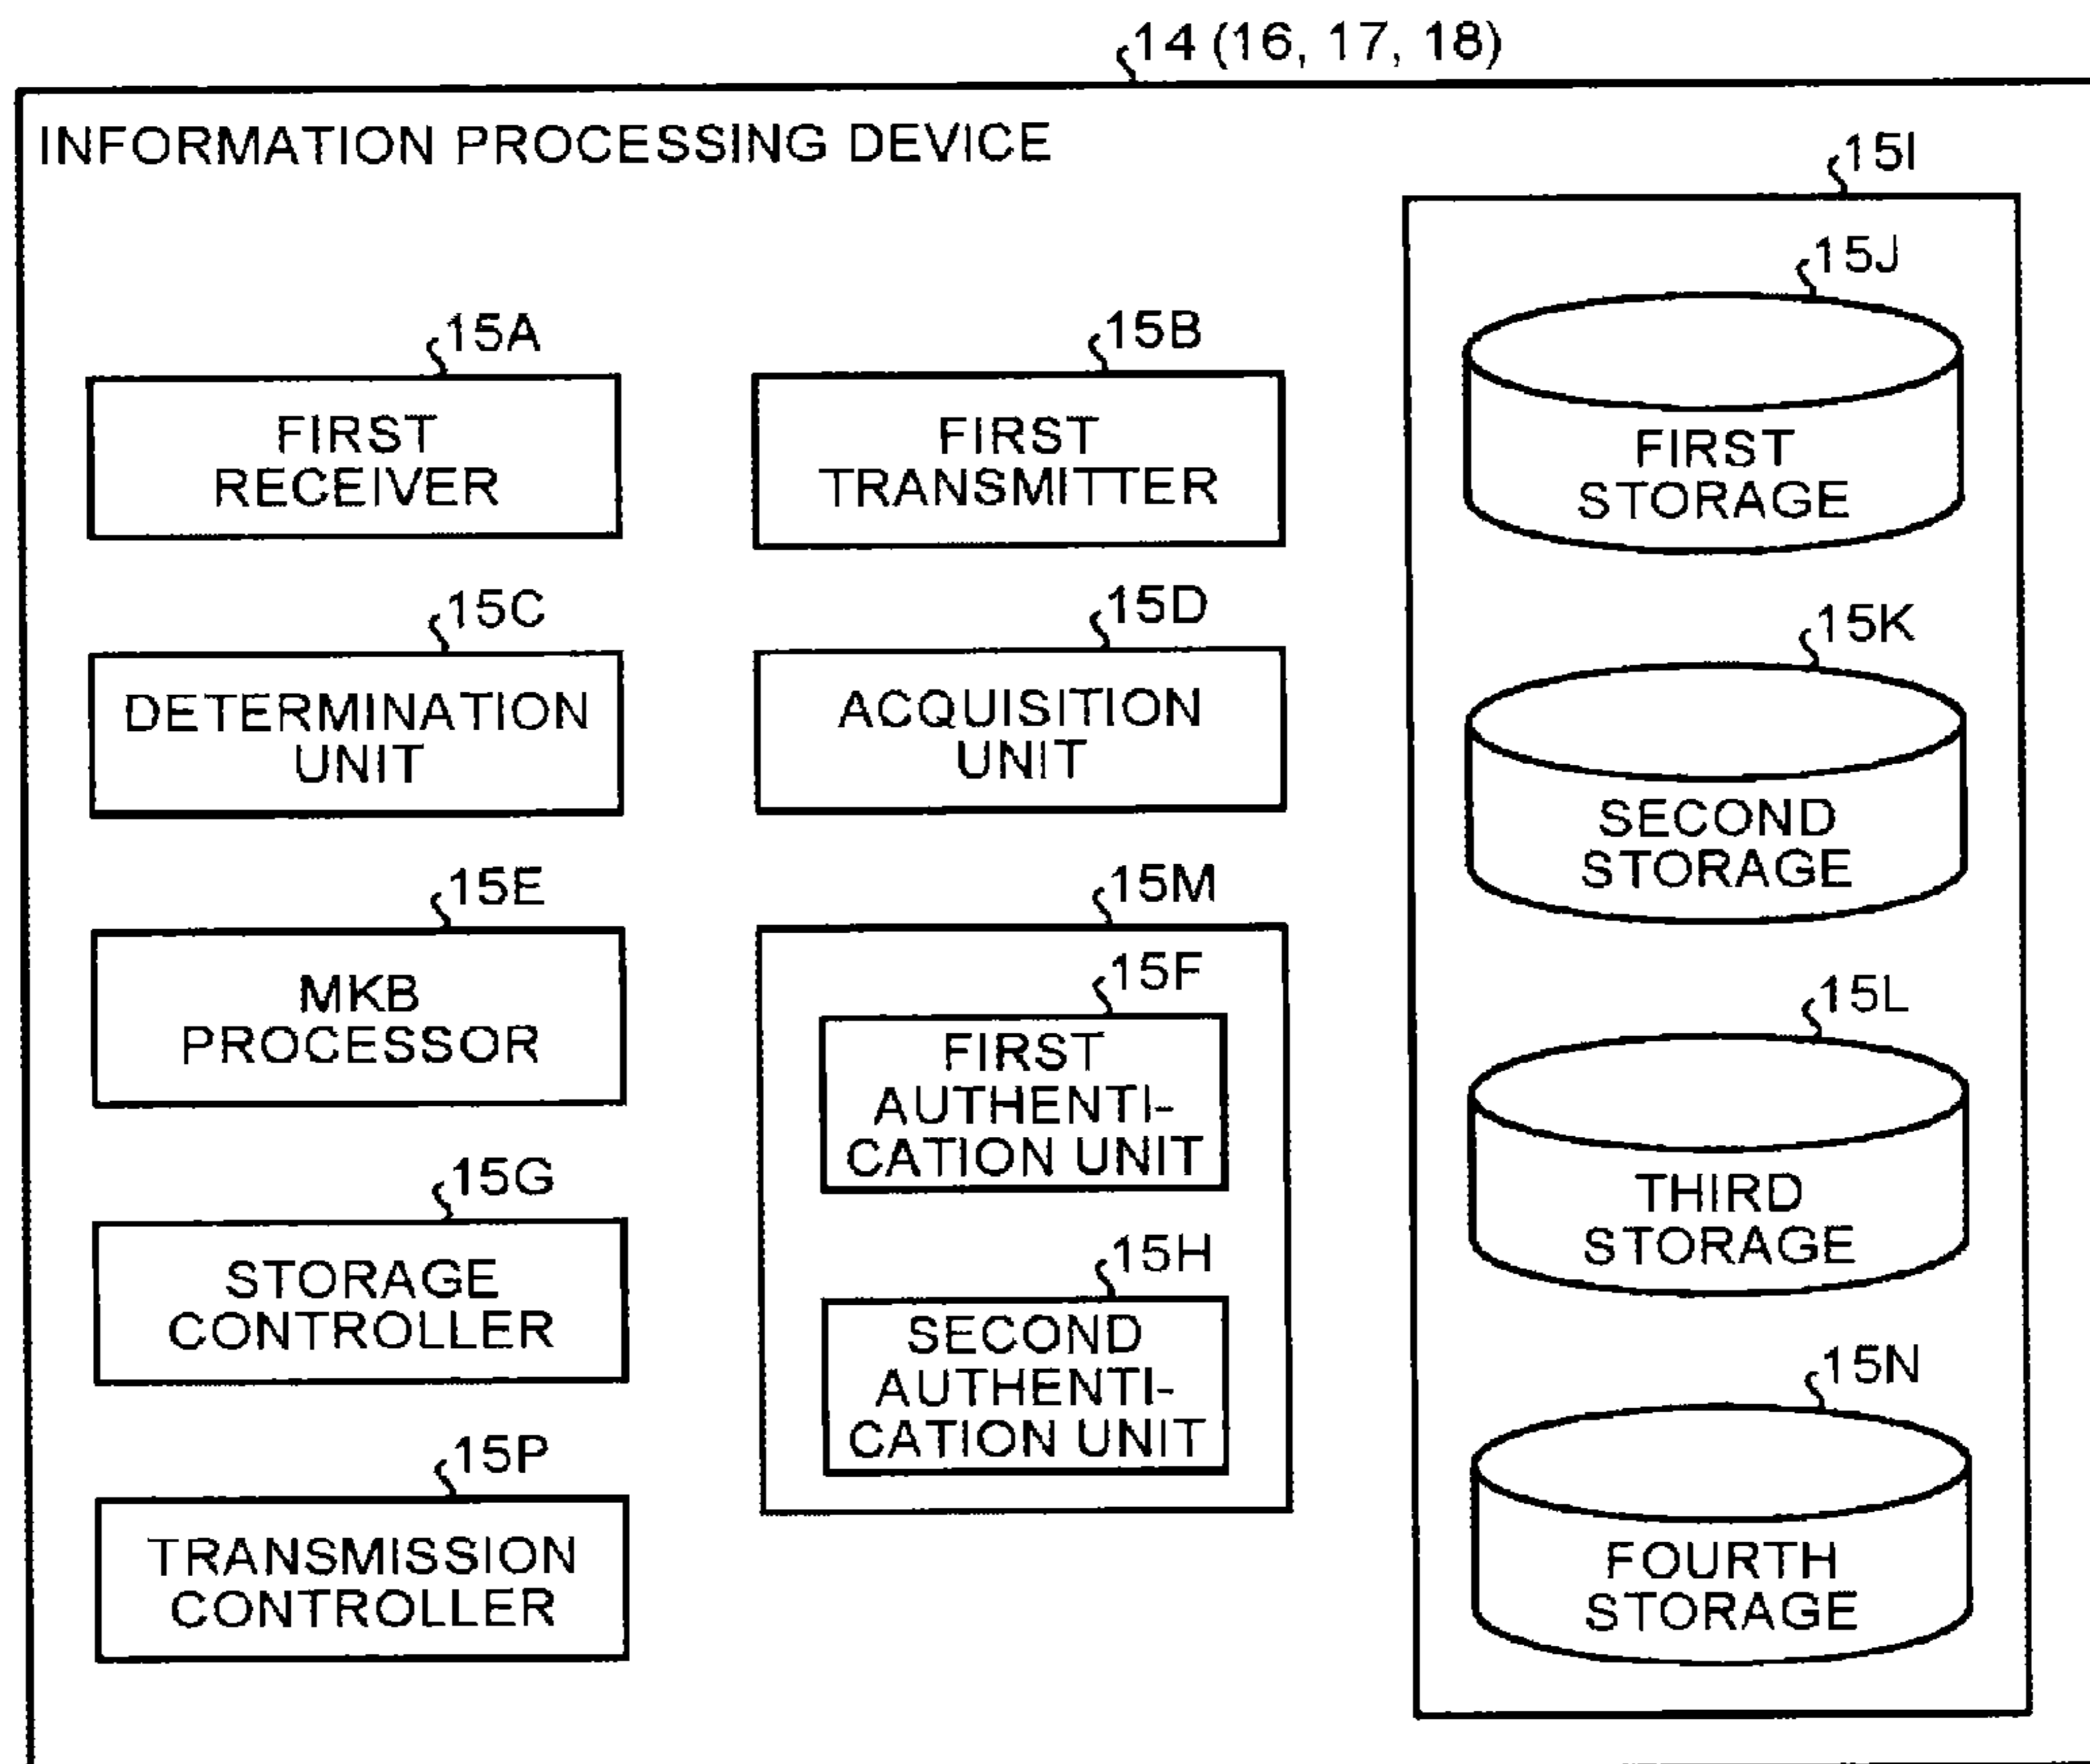 14 (16, 17, 18)
INFORMATION PROCESSING DEVICE
15I
15J
FIRST
STORAGE
15A
FIRST
RECEIVER
15B
FIRST
TRANSMITTER
15C
DETERMINATION
UNIT
15D
ACQUISITION
UNIT
15K
SECOND
STORAGE
15E
MKB
PROCESSOR
15M
15F
FIRST
AUTHENTI-
CATION UNIT
15L
THIRD
STORAGE
15G
STORAGE
CONTROLLER
15H
SECOND
AUTHENTI-
CATION UNIT
15N
FOURTH
STORAGE
15P
TRANSMISSION
CONTROLLER